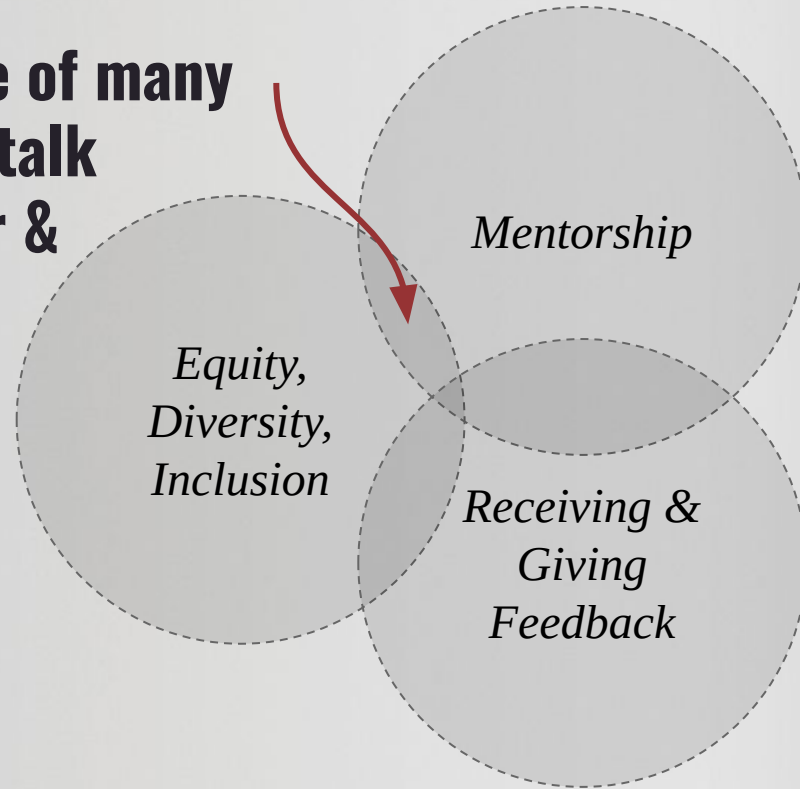 of many
talk
&
Mentorship
Equity,
Diversity,
Inclusion
Receiving &
Giving
Feedback